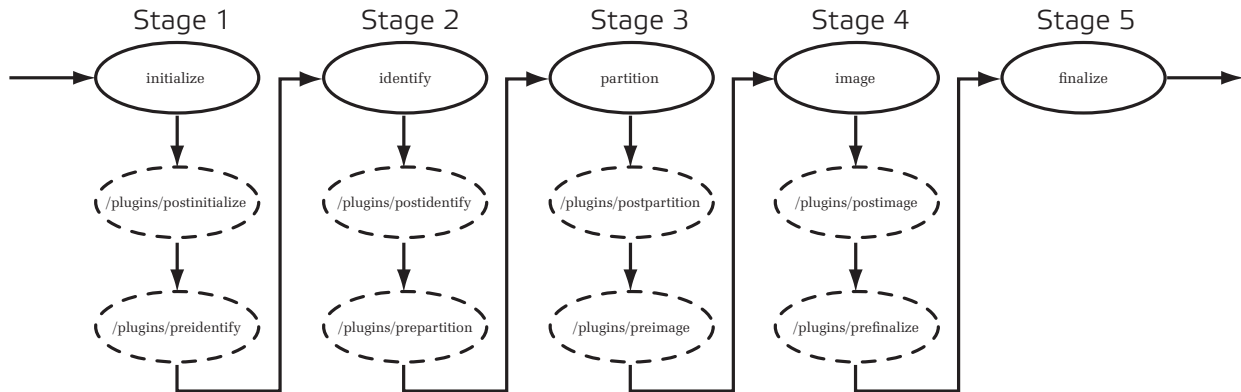 Stage 1
Stage 2
Stage 3
Stage 4
Stage 5
initialize
identify
partition
image
finalize
/plugins/postinitialize
/plugins/postidentify
/plugins/postpartition
/plugins/postimage
/plugins/preidentify
/plugins/prepartition
/plugins/preimage
/plugins/prefinalize